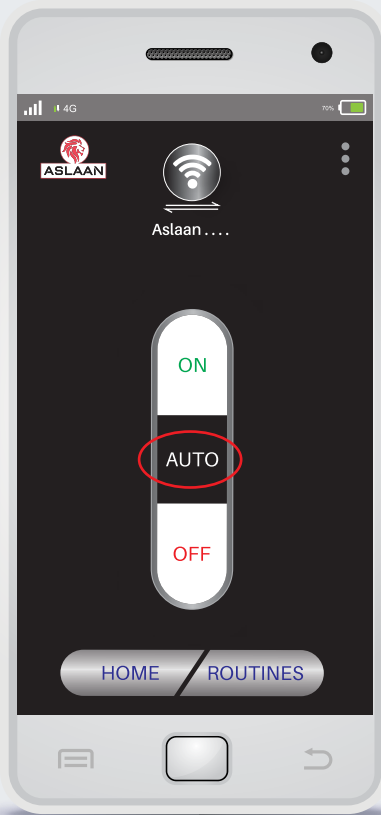 4G
70%
ASLAAN
Aslaan....
ON
AUTO
OFF
HOME
ROUTINES